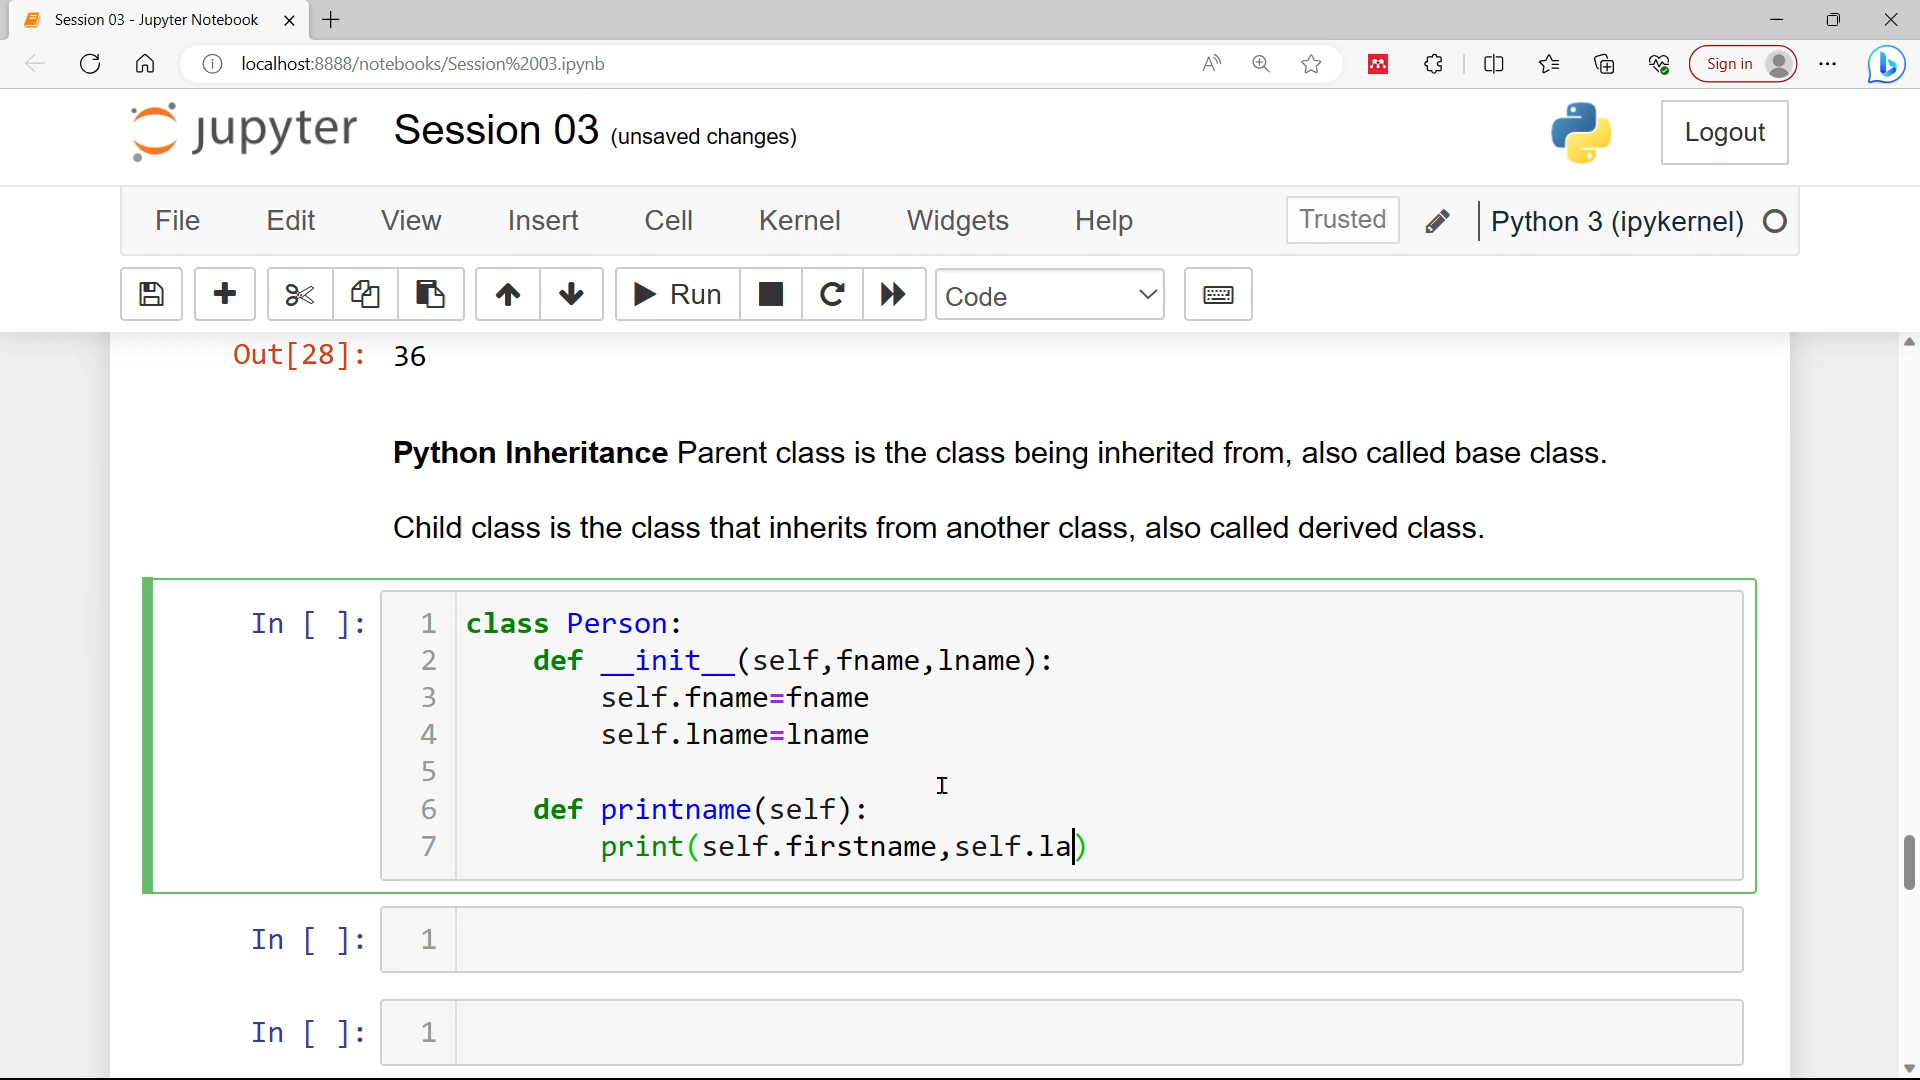 Session 03 - Jupyter Notebook
localhost:8888/notebooks/Session%2003.ipynb
Sign in
jupyter Session 03 (unsaved changes)
Logout
File Edit View Insert Cell Kernel Widgets Help Trusted Python 3 (ipykernel)
Run Code
Out[28]: 36
Python Inheritance Parent class is the class being inherited from, also called base class.
Child class is the class that inherits from another class, also called derived class.
In [ ]: 1 class Person:
2     def __init__(self,fname,lname):
3         self.fname=fname
4         self.lname=lname
5
6     def printname(self):
7         print(self.firstname,self.la)
In [ ]: 1
In [ ]: 1